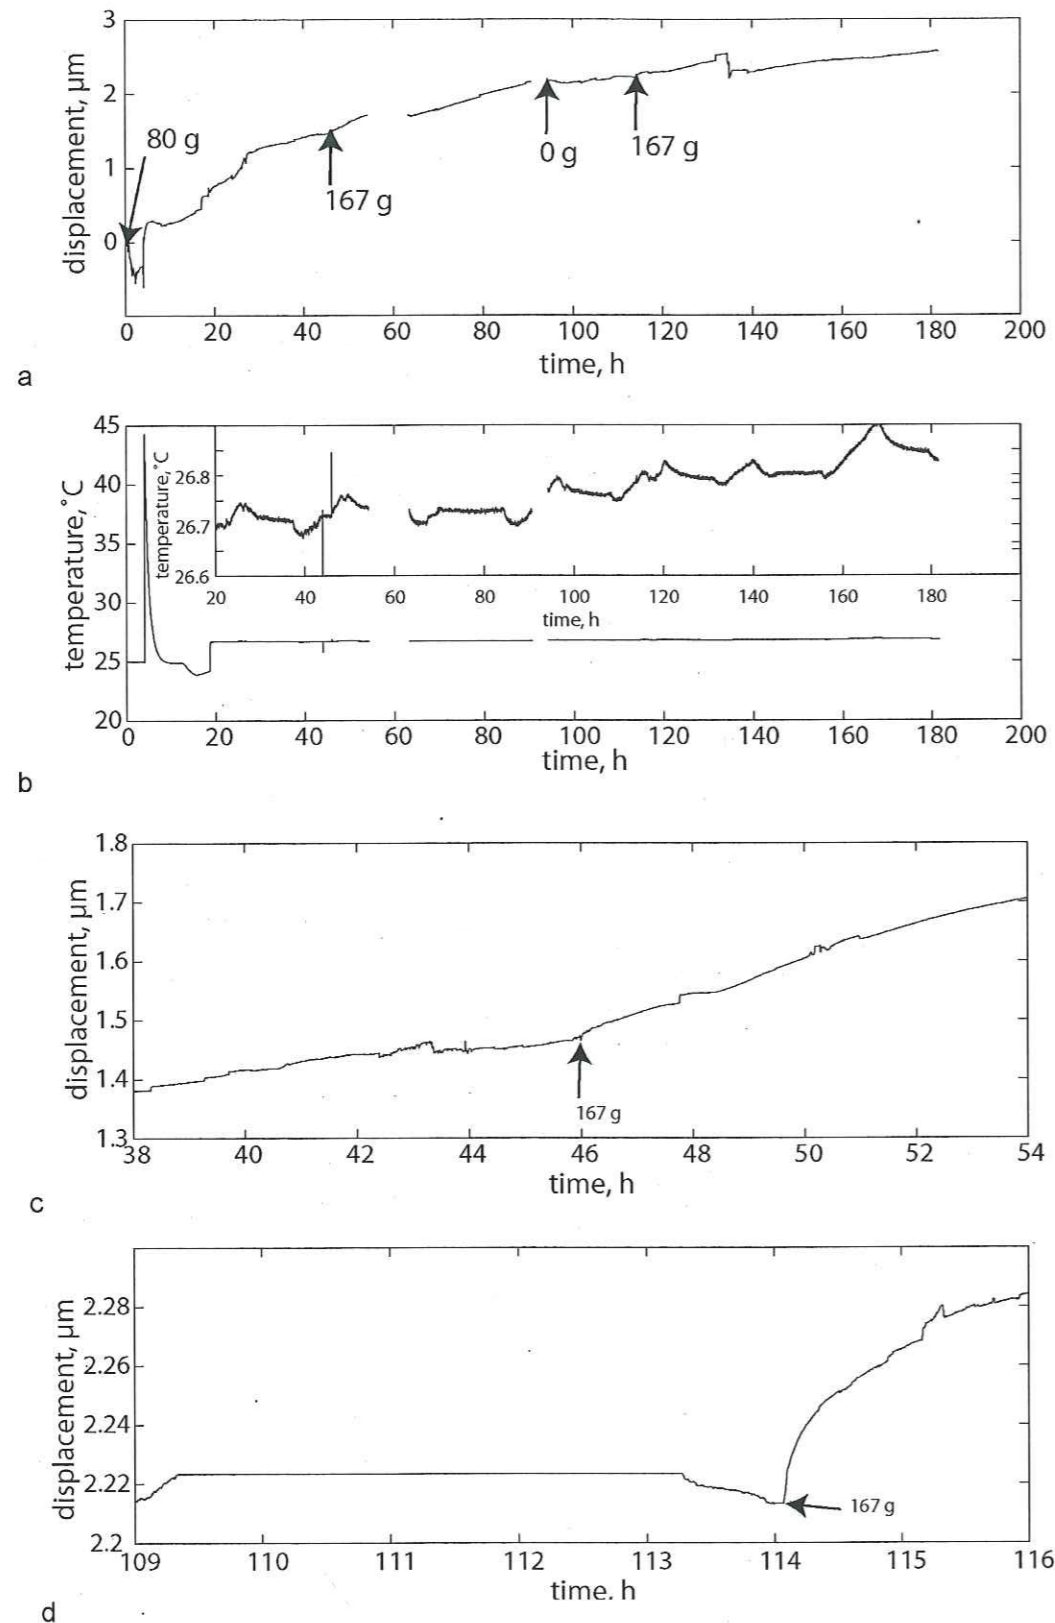 3
2
1
0
displacement, µm
80 g
167 g
0 g
167 g
0 20 40 60 80 100 120 140 160 180 200
time, h
a
45
40
35
30
25
20
temperature,˚C
26.8
26.7
26.6
temperature,˚C
20 40 60 80 100 120 140 160 180
time, h
0 20 40 60 80 100 120 140 160 180 200
time, h
b
1.8
1.7
1.6
1.5
1.4
1.3
displacement, µm
167 g
38 40 42 44 46 48 50 52 54
time, h
c
2.28
2.26
2.24
2.22
2.2
displacement, µm
167 g
109 110 111 112 113 114 115 116
time. h
d